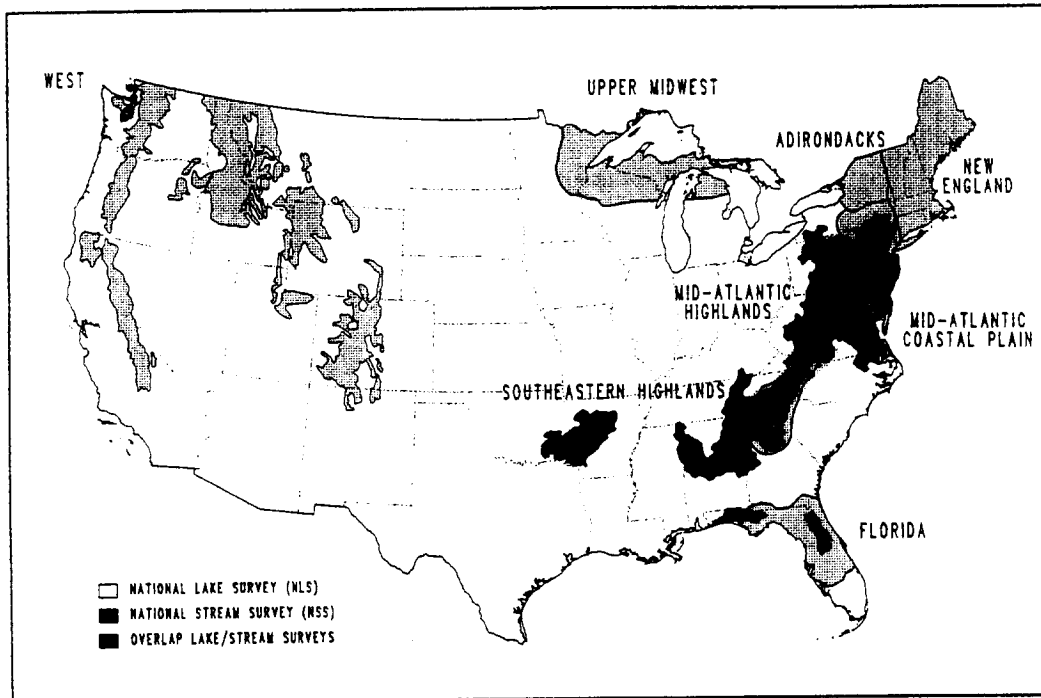 WEST
UPPER MIDWEST
ADIRONDACKS
NEW
ENGLAND
MID-ATLANTIC
HIGHLANDS
MID-ATLANTIC
COASTAL PLAIN
SOUTHEASTERN HIGHLANDS
FLORIDA
NATIONAL LAKE SURVEY (NLS)
NATIONAL STREAM SURVEY (NSS)
OVERLAP LAKE/STREAM SURVEYS